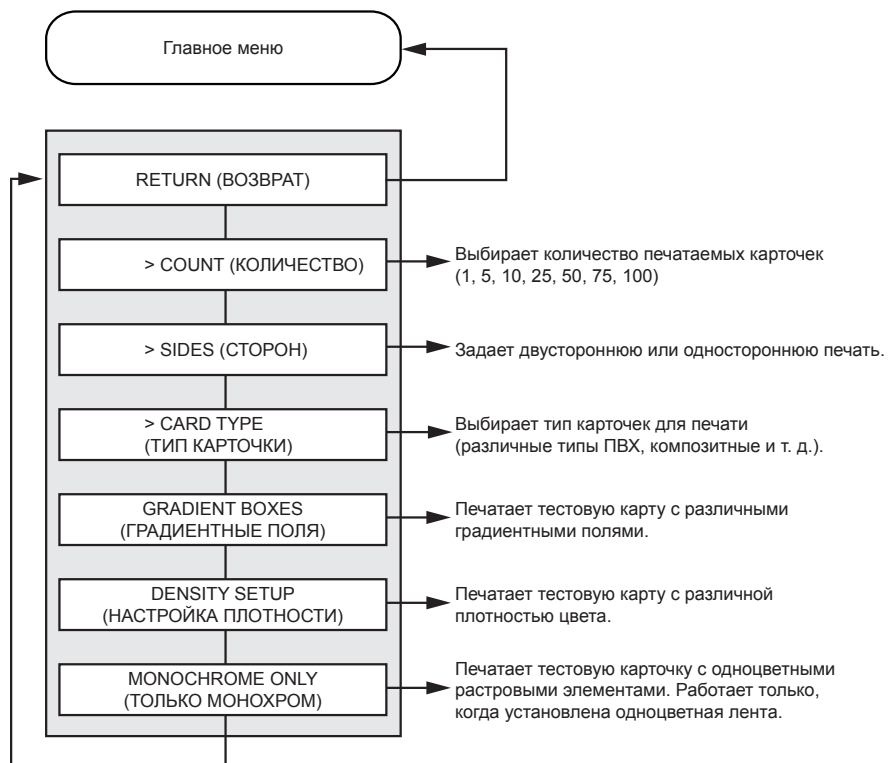 Главное меню
RETURN (ВОЗВРАТ)
> COUNT (КОЛИЧЕСТВО)
Выбирает количество печатаемых карточек
(1, 5, 10, 25, 50, 75, 100)
> SIDES (СТОРОН)
Задает двустороннюю или одностороннюю печать.
> CARD TYPE
(ТИП КАРТОЧКИ)
Выбирает тип карточек для печати
(различные типы ПВХ, композитные и т. д.).
GRADIENT BOXES
(ГРАДИЕНТНЫЕ ПОЛЯ)
Печатает тестовую карту с различными
градиентными полями.
DENSITY SETUP
(НАСТРОЙКА ПЛОТНОСТИ)
Печатает тестовую карту с различной
плотностью цвета.
MONOCHROME ONLY
(ТОЛЬКО МОНОХРОМ)
Печатает тестовую карточку с одноцветными
растровыми элементами. Работает только,
когда установлена одноцветная лента.